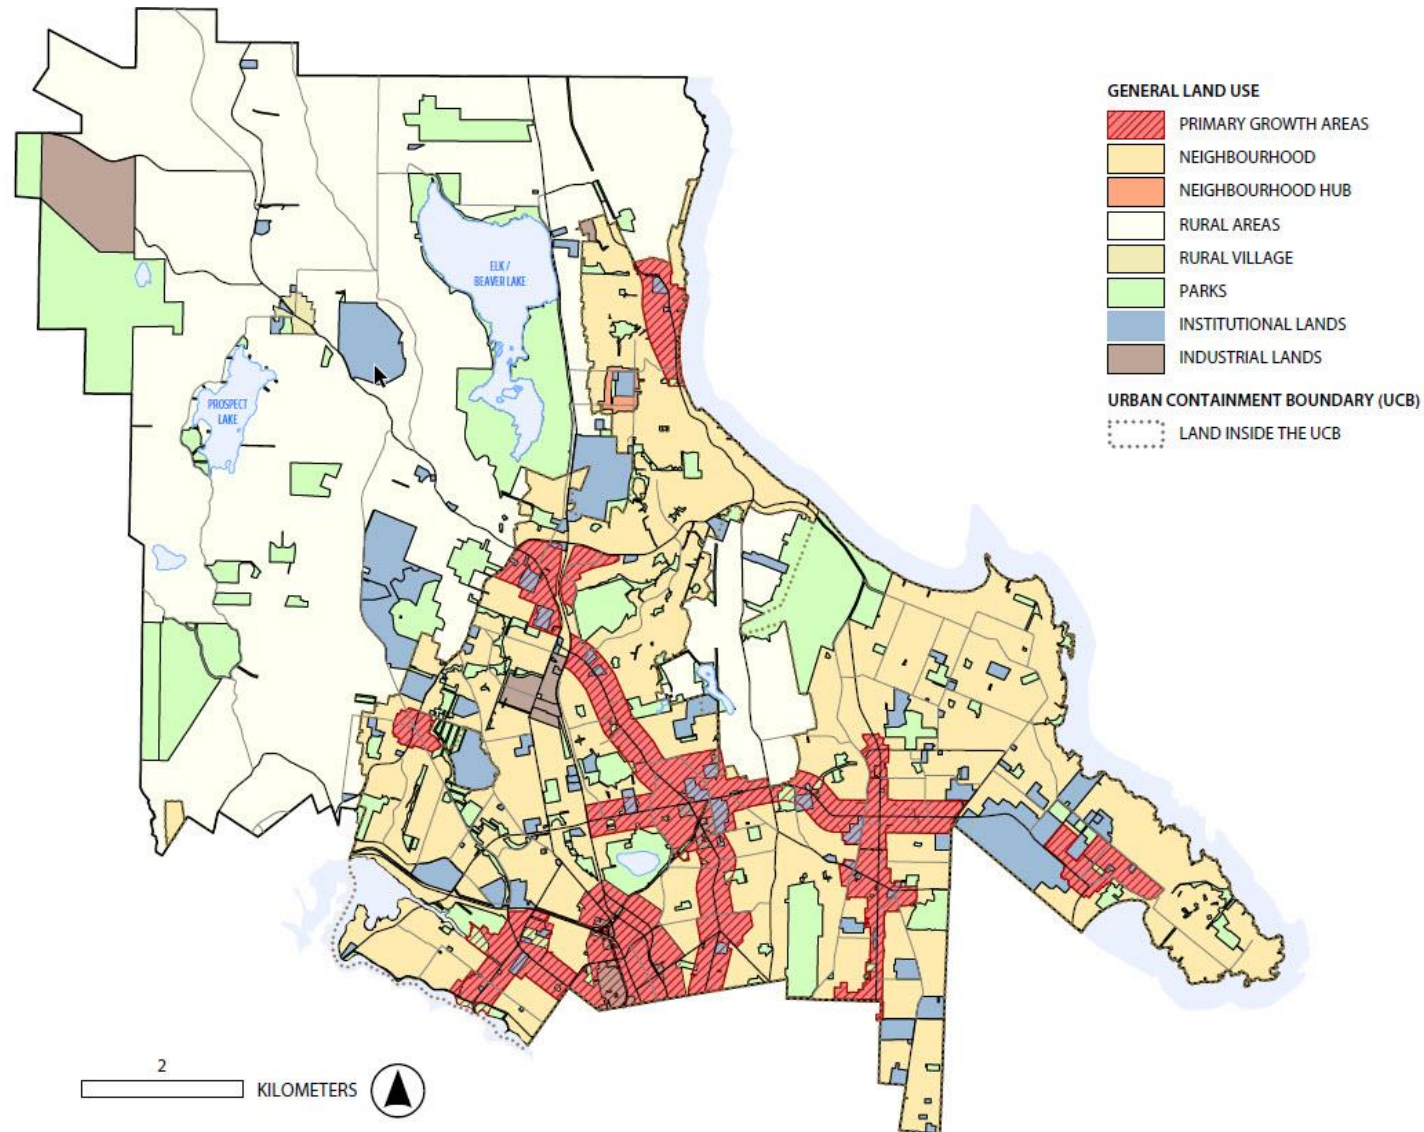 GENERAL LAND USE
PRIMARY GROWTH AREAS
NEIGHBOURHOOD
NEIGHBOURHOOD HUB
RURAL AREAS
RURAL VILLAGE
PARKS
INSTITUTIONAL LANDS
INDUSTRIAL LANDS
URBAN CONTAINMENT BOUNDARY (UCB)
LAND INSIDE THE UCB
ELK /
BEAVER LAKE
PROSPECT
LAKE
2
KILOMETERS